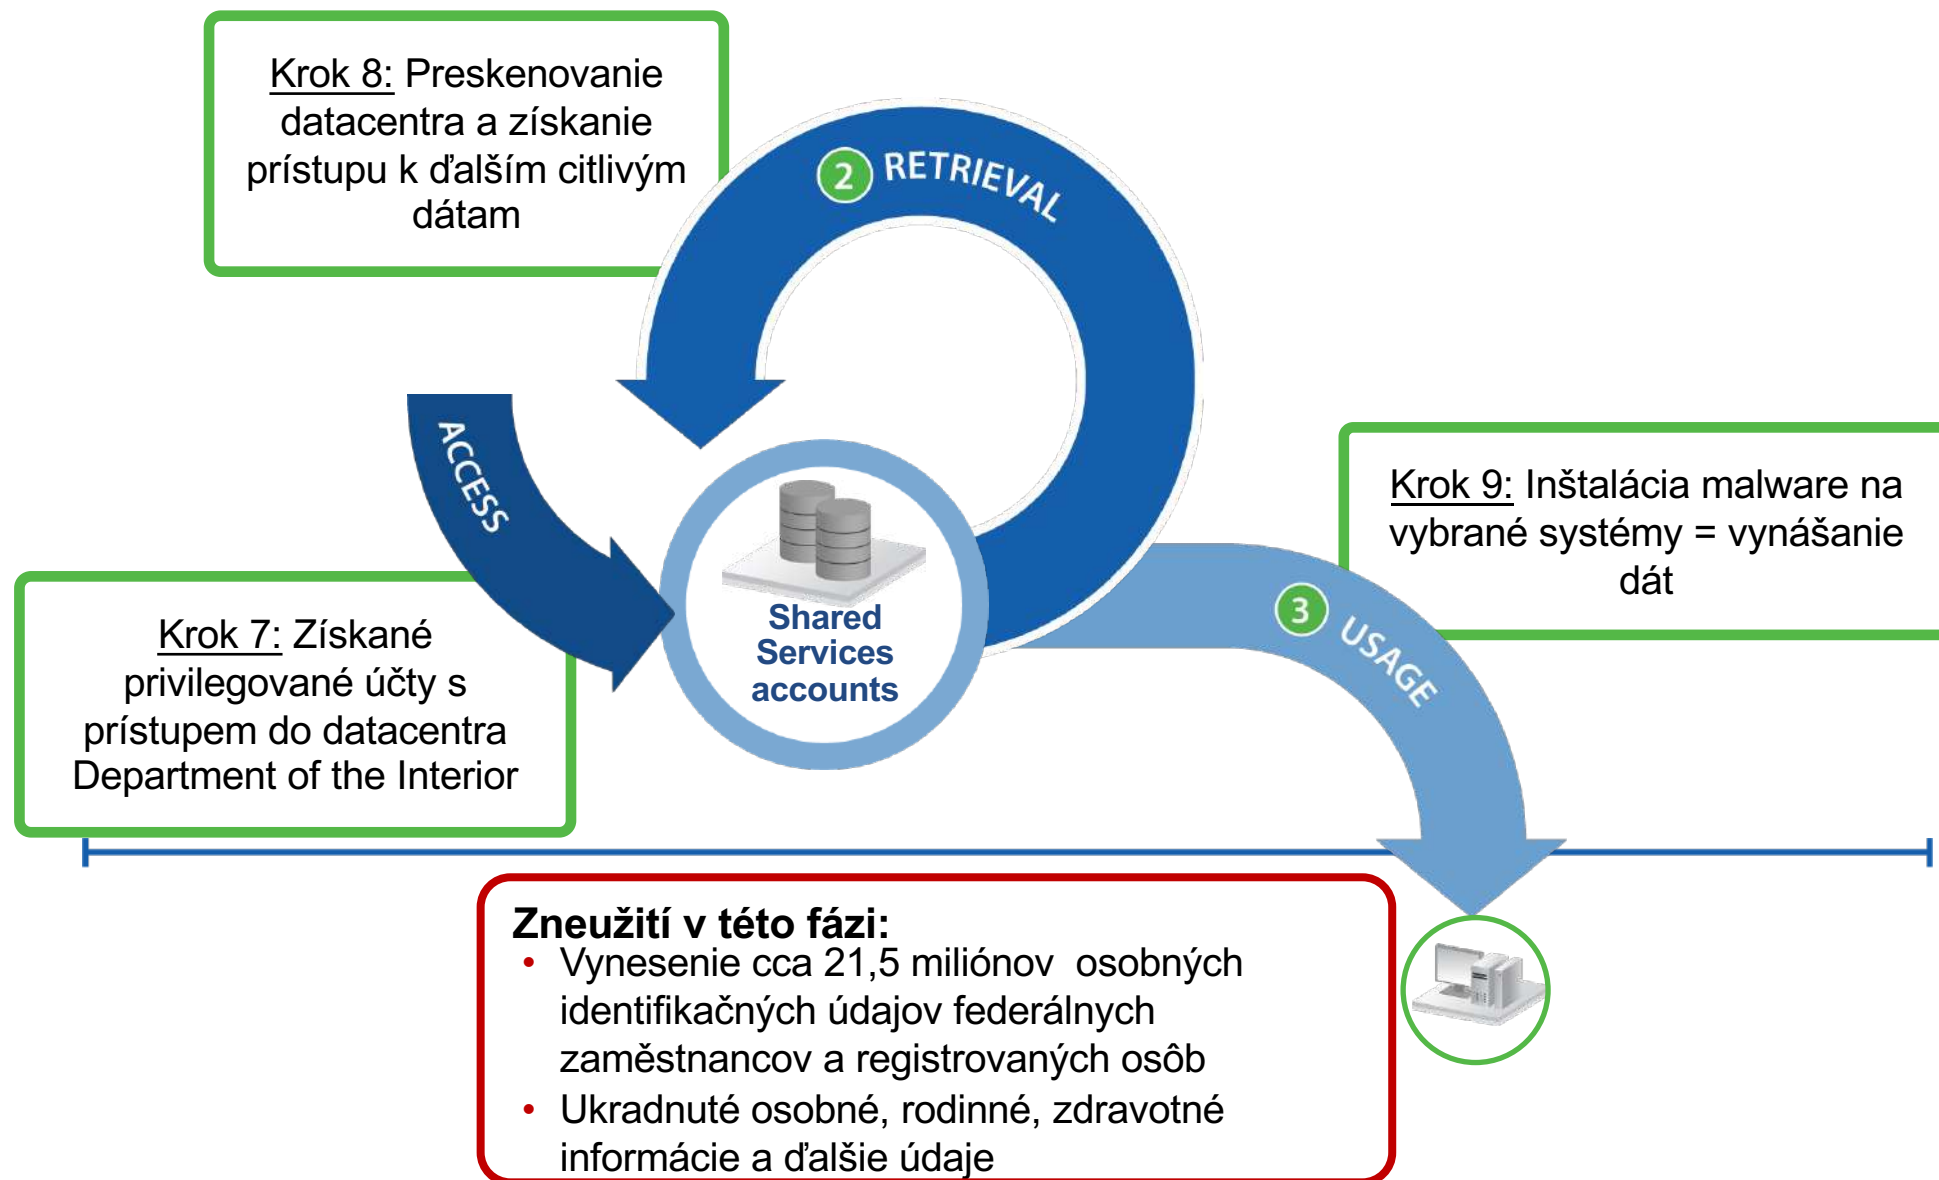 Krok 8: Preskenovanie
datacentra a získanie
prístupu k ďalším citlivým
dátam
2 RETRIEVAL
ACCESS
Krok 9: Inštalácia malware na
vybrané systémy = vynášanie
dát
3 USAGE
Shared
Services
accounts
Krok 7: Získané
privilegované účty s
prístupem do datacentra
Department of the Interior
Zneužití v této fázi:
• Vynesenie cca 21,5 miliónov  osobných
identifikačných údajov federálnych
zaměstnancov a registrovaných osôb
• Ukradnuté osobné, rodinné, zdravotné
informácie a ďalšie údaje